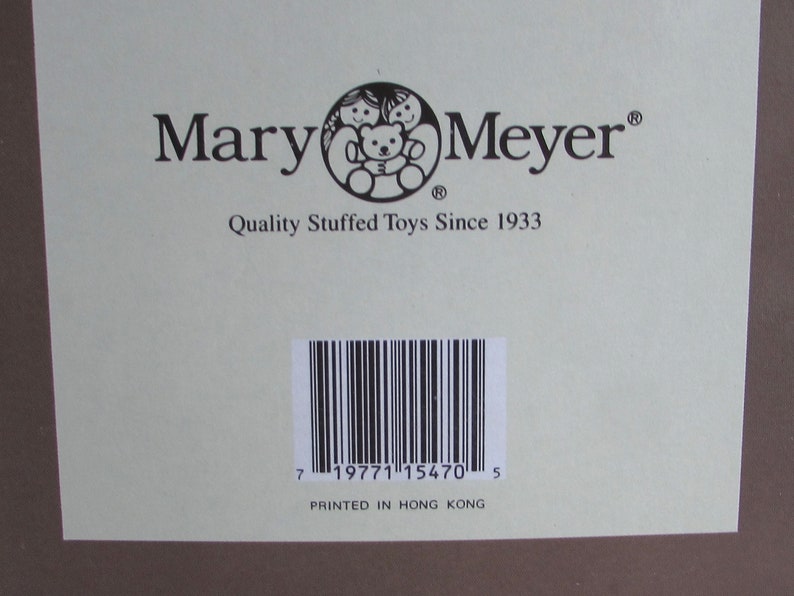 Mary Meyer®
®
Quality Stuffed Toys Since 1933
7 19771 15470 5
PRINTED IN HONG KONG